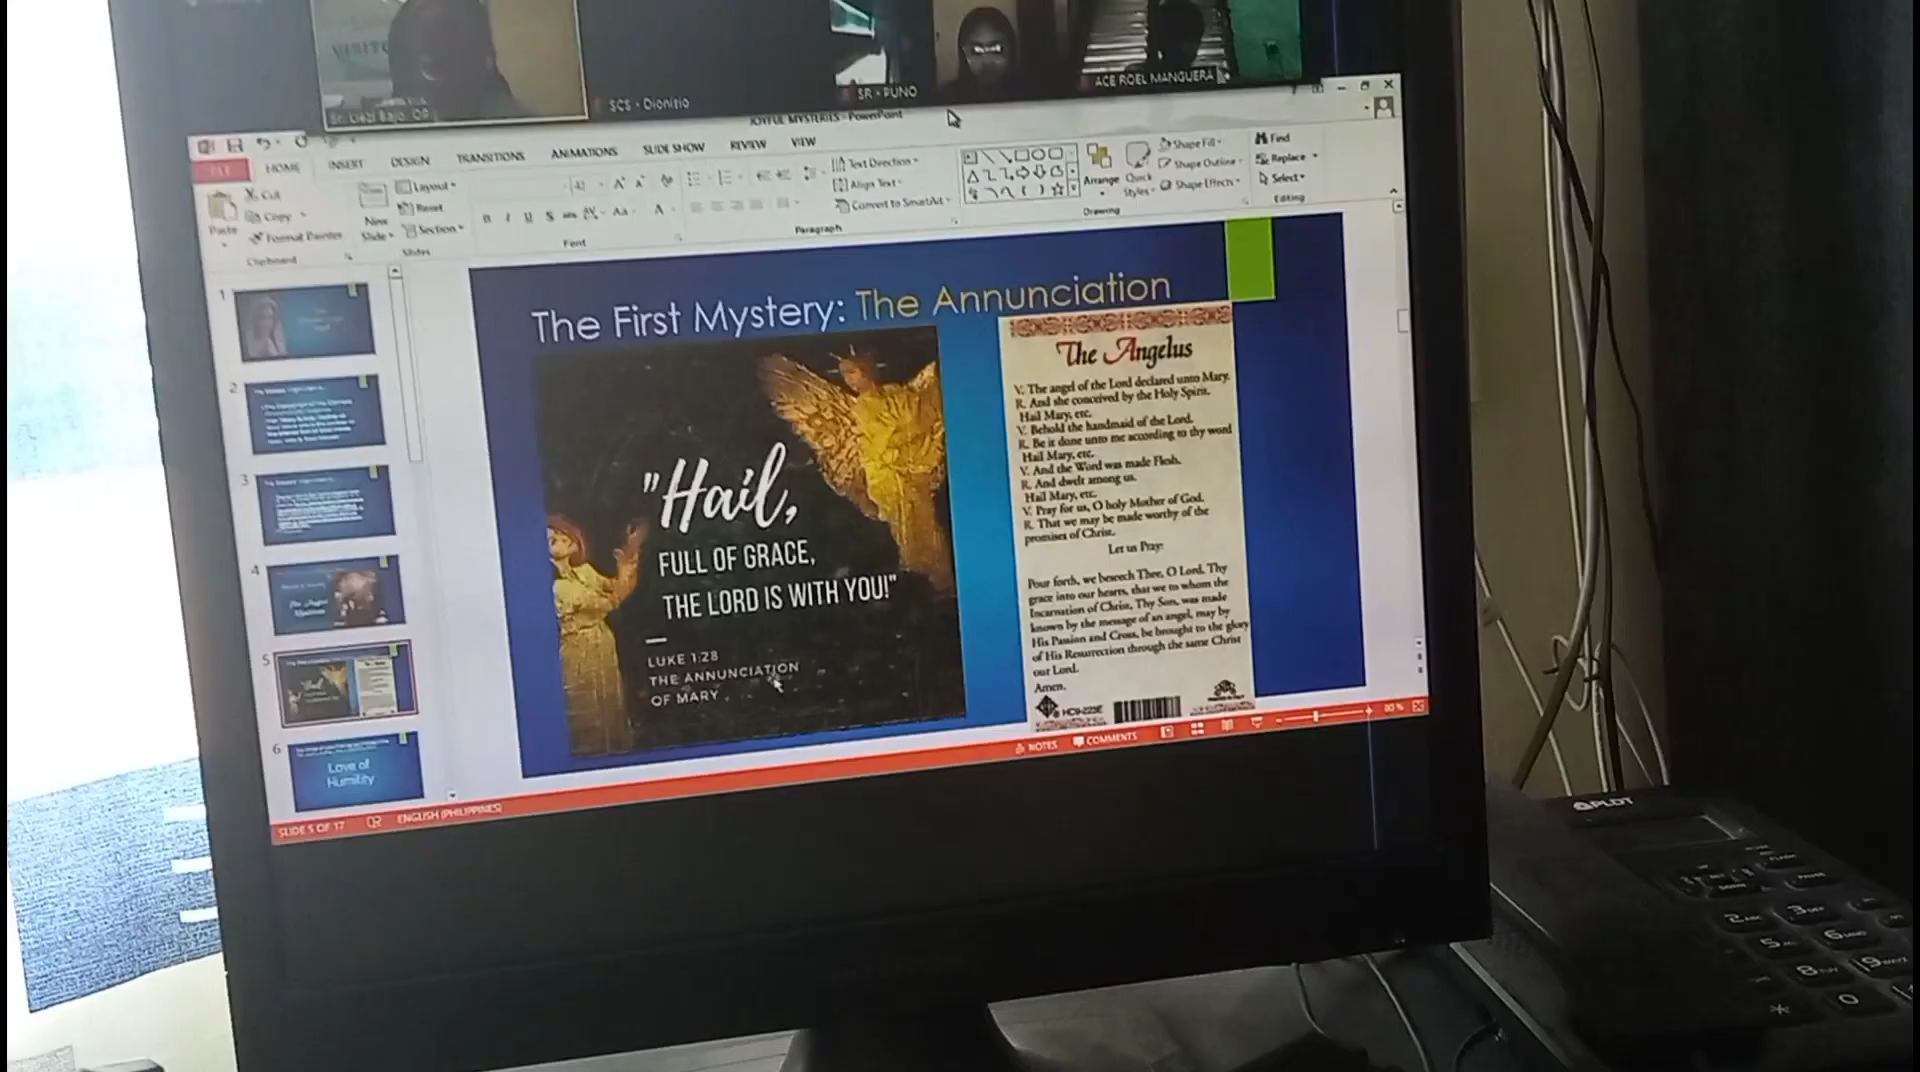 SCS - Dionisio
SR - PUNO
ACE ROEL MANGUERA
JOYFUL MYSTERIES - PowerPoint
FILE
HOME
INSERT
DESIGN
TRANSITIONS
ANIMATIONS
SLIDE SHOW
REVIEW
VIEW
Paste
Cut
Copy
Format Painter
Clipboard
New
Slide
Layout
Reset
Section
Slides
Font
Text Direction
Align Text
Convert to SmartArt
Paragraph
Arrange
Quick
Styles
Shape Fill
Shape Outline
Shape Effects
Drawing
Find
Replace
Select
Editing
1
2
3
4
5
6
Love of
Humility
The First Mystery: The Annunciation
"Hail,
FULL OF GRACE,
THE LORD IS WITH YOU!"
LUKE 1:28
THE ANNUNCIATION
OF MARY
The Angelus
V. The angel of the Lord declared unto Mary.
R. And she conceived by the Holy Spirit.
Hail Mary, etc.
V. Behold the handmaid of the Lord.
R. Be it done unto me according to thy word
Hail Mary, etc.
V. And the Word was made Flesh.
R. And dwelt among us.
Hail Mary, etc.
V. Pray for us, O holy Mother of God.
R. That we may be made worthy of the
promises of Christ.
Let us Pray:
Pour forth, we beseech Thee, O Lord, Thy
grace into our hearts, that we to whom the
Incarnation of Christ, Thy Son, was made
known by the message of an angel, may by
His Passion and Cross, be brought to the glory
of His Resurrection through the same Christ
our Lord.
Amen.
HC9-223E
SLIDE 5 OF 17
ENGLISH (PHILIPPINES)
NOTES
COMMENTS
80 %
PLDT